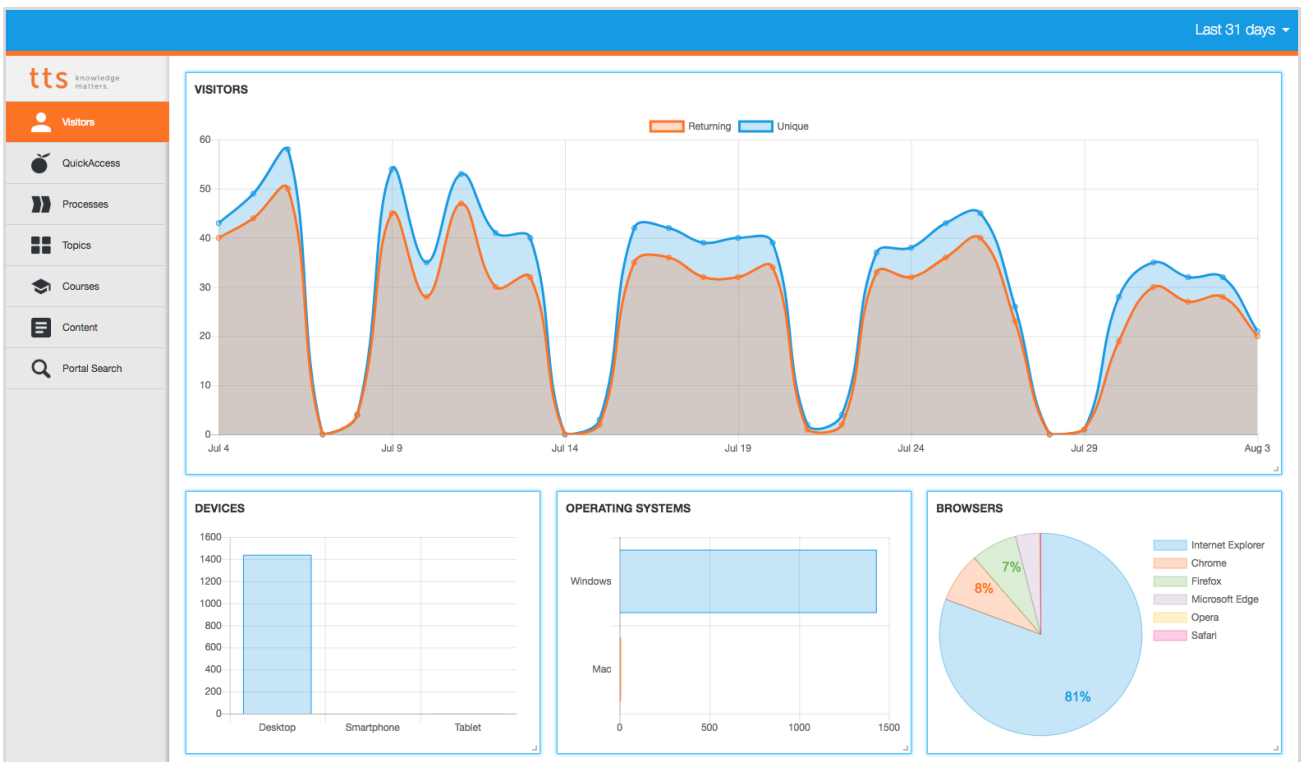 Last 31 days
tts knowledge
matters.
Visitors
QuickAccess
Processes
Topics
Courses
Content
Portal Search
VISITORS
Returning Unique
60
50
40
30
20
10
0
Jul 4 Jul 9 Jul 14 Jul 19 Jul 24 Jul 29 Aug 3
DEVICES
1600
1400
1200
1000
800
600
400
200
0
Desktop Smartphone Tablet
OPERATING SYSTEMS
Windows
Mac
0 500 1000 1500
BROWSERS
Internet Explorer
Chrome
Firefox
Microsoft Edge
Opera
Safari
7%
8%
81%